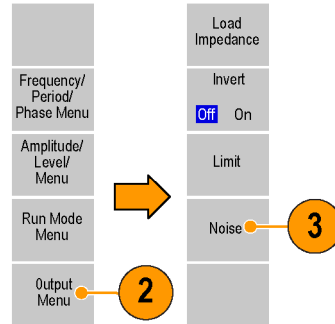 Frequency/
Period/
Phase Menu
Amplitude/
Level/
Menu
Run Mode
Menu
Output
Menu
2
Load
Impedance
Invert
Off On
Limit
Noise
3